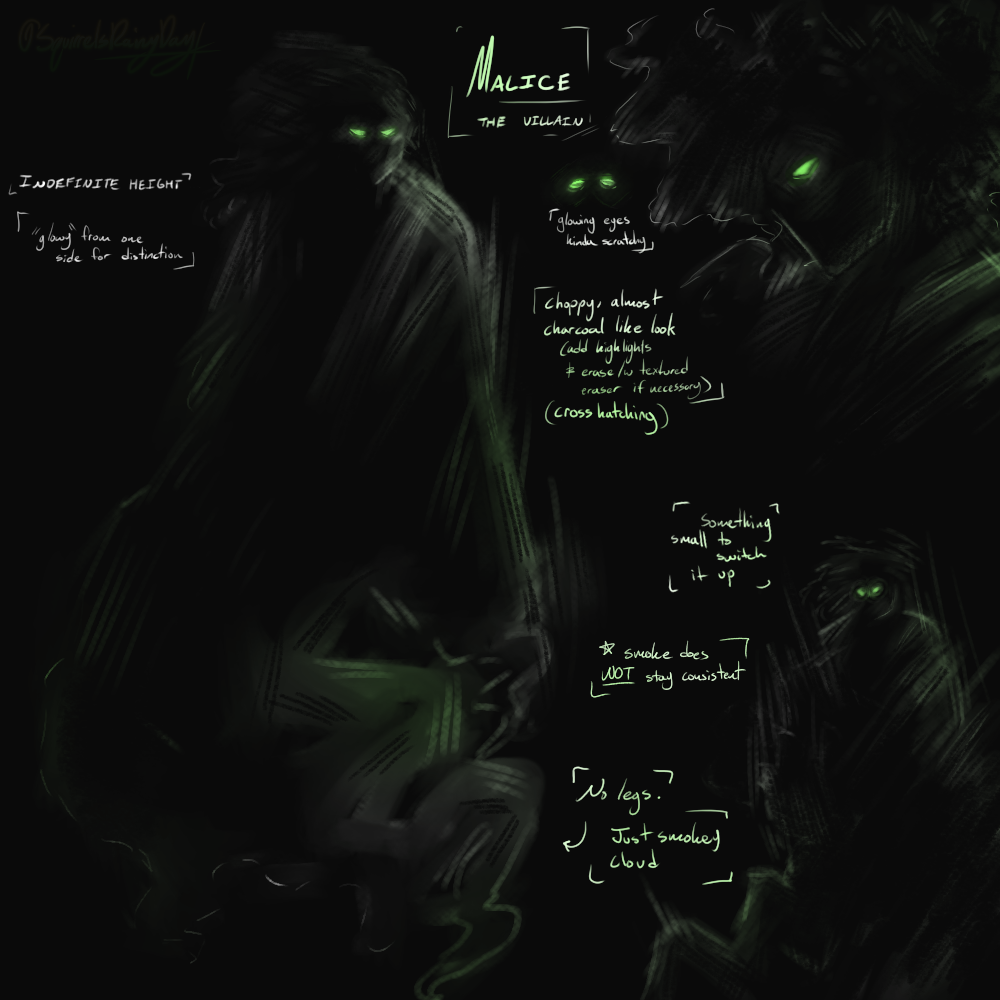 @SquirrelsRainyDay
MALICE
THE VILLAIN
INDEFINITE HEIGHT
"glowy" from one
side for distinction
glowing eyes
kinda scratchy
choppy, almost
charcoal like look
(add highlights
& erase /w textured
eraser if necessary)
(cross hatching)
Something
small to
switch
it up
☆ smoke does
NOT stay consistent
No legs.
Just smokey
cloud